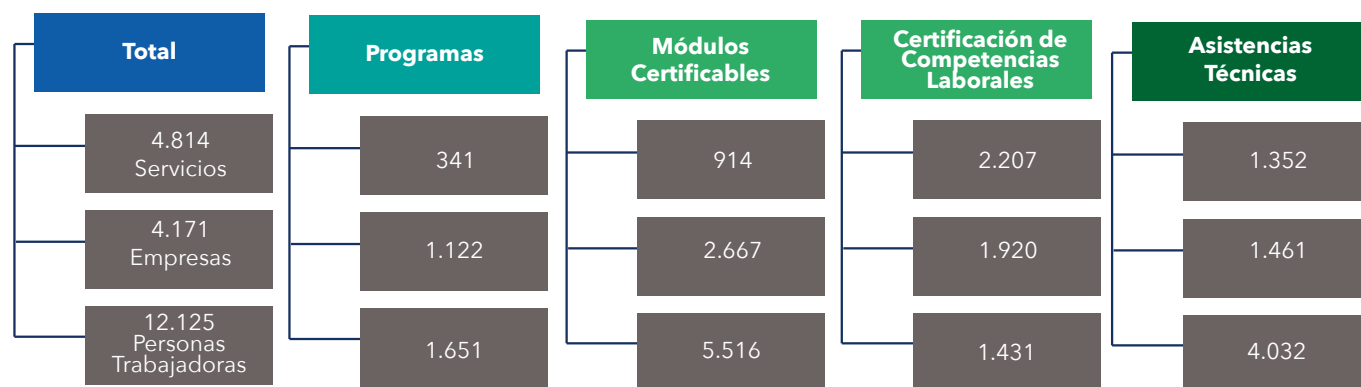 Total
4.814
Servicios
4.171
Empresas
12.125
Personas
Trabajadoras
Programas
341
1.122
1.651
Módulos
Certificables
914
2.667
5.516
Certificación de
Competencias
Laborales
2.207
1.920
1.431
Asistencias
Técnicas
1.352
1.461
4.032